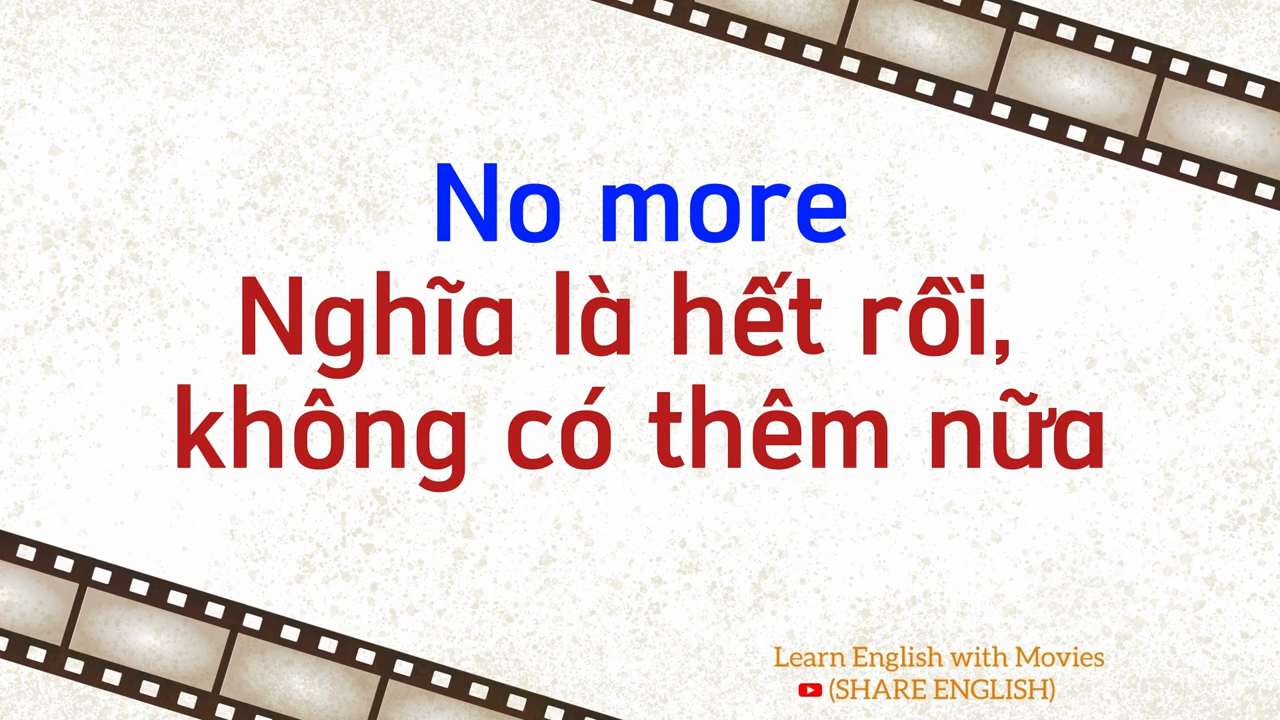 No more
Nghĩa là hết rồi,
không có thêm nữa
Learn English with Movies
(SHARE ENGLISH)